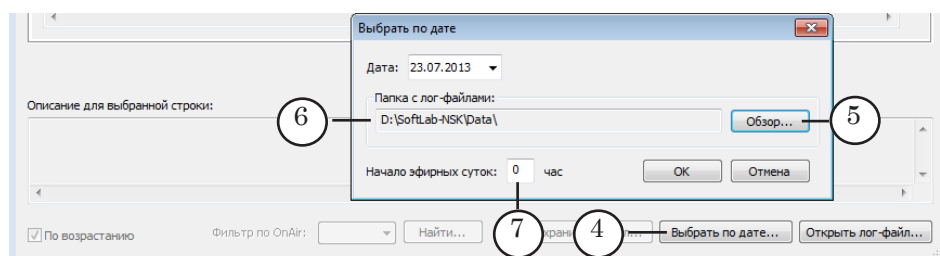 Выбрать по дате
Дата: 23.07.2013
Папка с лог-файлами:
Описание для выбранной строки:
6
D:\SoftLab-NSK\Data\
Обзор...
5
Начало эфирных суток: 0 час
OK
Отмена
По возрастанию
Фильтр по OnAir:
Найти...
7
4
Выбрать по дате...
Открыть лог-файл...